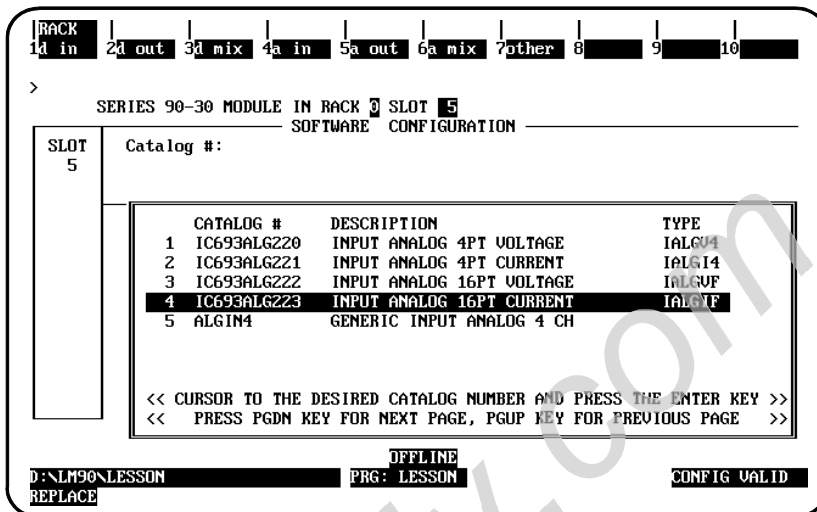 RACK
1d in 2d out 3d mix 4a in 5a out 6a mix 7other 8 9 10
>
SERIES 90-30 MODULE IN RACK 0 SLOT 5
SOFTWARE CONFIGURATION
SLOT Catalog #:
5
CATALOG # DESCRIPTION TYPE
1 IC693ALG220 INPUT ANALOG 4PT VOLTAGE IALGV4
2 IC693ALG221 INPUT ANALOG 4PT CURRENT IALGI4
3 IC693ALG222 INPUT ANALOG 16PT VOLTAGE IALGVF
4 IC693ALG223 INPUT ANALOG 16PT CURRENT IALGIF
5 ALGIN4 GENERIC INPUT ANALOG 4 CH
<< CURSOR TO THE DESIRED CATALOG NUMBER AND PRESS THE ENTER KEY >>
<< PRESS PGDN KEY FOR NEXT PAGE, PGUP KEY FOR PREVIOUS PAGE >>
OFFLINE
D:\LM90\LESSON PRG: LESSON CONFIG VALID
REPLACE